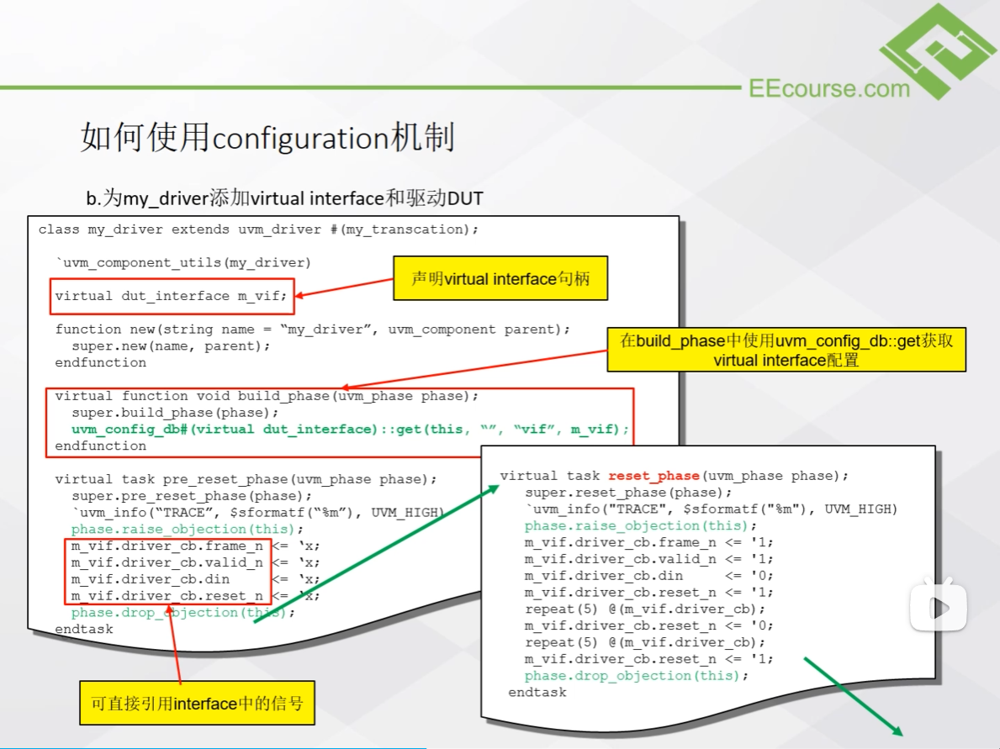 EEcourse.com
如何使用configuration机制
b.为my_driver添加virtual interface和驱动DUT
class my_driver extends uvm_driver #(my_transcation);
`uvm_component_utils(my_driver)
声明virtual interface句柄
virtual dut_interface m_vif;
function new(string name = “my_driver”, uvm_component parent);
super.new(name, parent);
endfunction
在build_phase中使用uvm_config_db::get获取
virtual interface配置
virtual function void build_phase(uvm_phase phase);
super.build_phase(phase);
uvm_config_db#(virtual dut_interface)::get(this, “”, “vif”, m_vif);
endfunction
virtual task pre_reset_phase(uvm_phase phase);
super.pre_reset_phase(phase);
`uvm_info(“TRACE”, $sformatf(“%m”), UVM_HIGH)
phase.raise_objection(this);
m_vif.driver_cb.frame_n <= ‘x;
m_vif.driver_cb.valid_n <= ‘x;
m_vif.driver_cb.din <= ‘x;
m_vif.driver_cb.reset_n <= ‘x;
phase.drop_objection(this);
endtask
可直接引用interface中的信号
virtual task reset_phase(uvm_phase phase);
super.reset_phase(phase);
`uvm_info("TRACE", $sformatf("%m"), UVM_HIGH)
phase.raise_objection(this);
m_vif.driver_cb.frame_n <= '1;
m_vif.driver_cb.valid_n <= '1;
m_vif.driver_cb.din <= '0;
m_vif.driver_cb.reset_n <= '1;
repeat(5) @(m_vif.driver_cb);
m_vif.driver_cb.reset_n <= '0;
repeat(5) @(m_vif.driver_cb);
m_vif.driver_cb.reset_n <= '1;
phase.drop_objection(this);
endtask